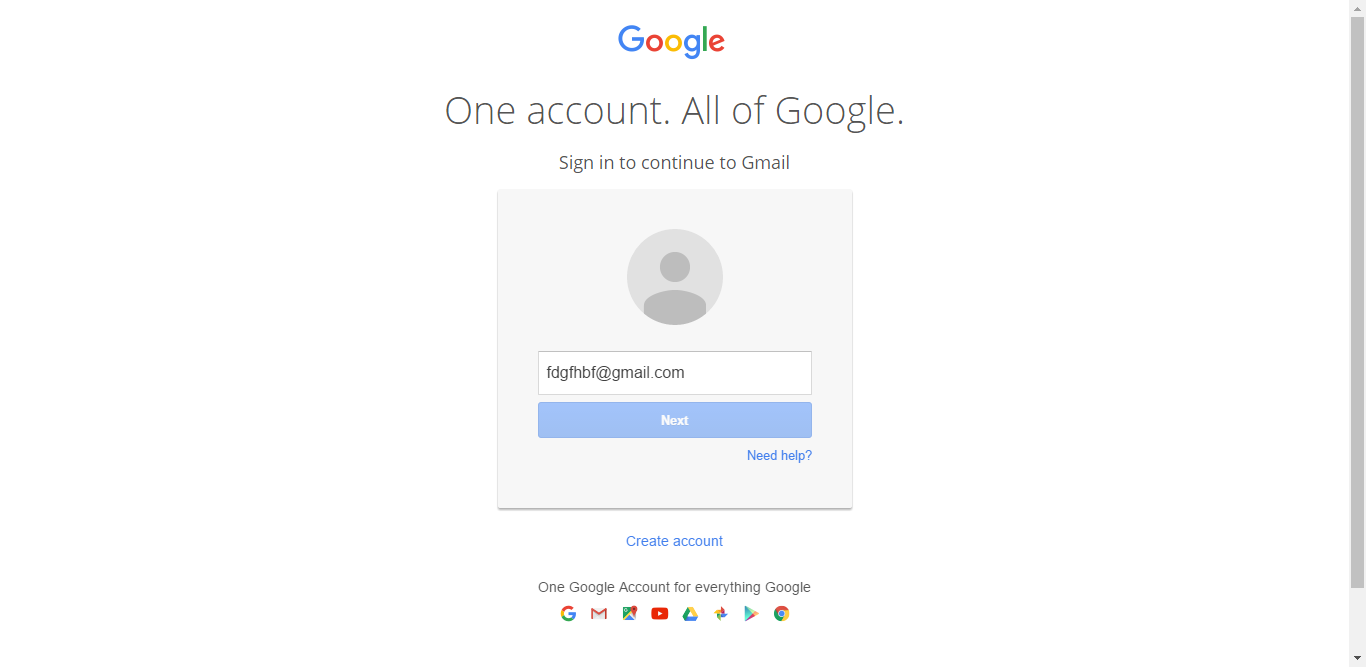 Google
One account. All of Google.
Sign in to continue to Gmail
fdgfhbf@gmail.com
Next
Need help?
Create account
One Google Account for everything Google